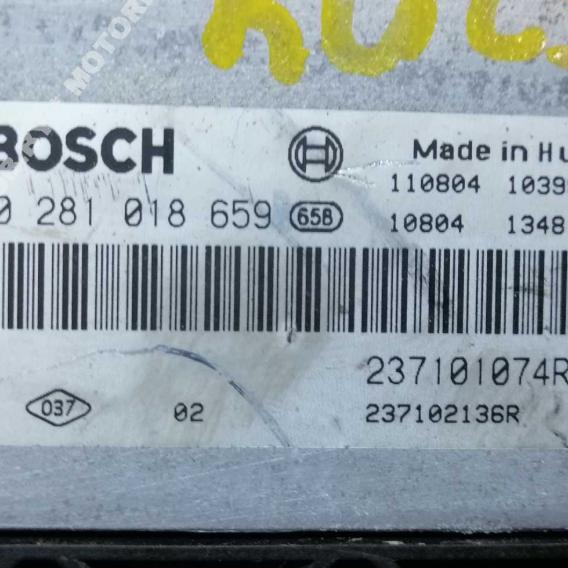 BOSCH
Made in Hu
110804 1039
0 281 018 659 658
10804 1348
237101074R
037 02 237102136R